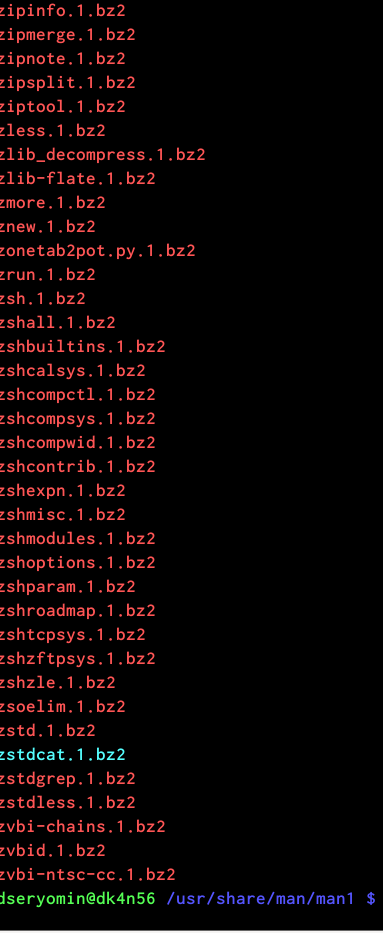 zipinfo.1.bz2
zipmerge.1.bz2
zipnote.1.bz2
zipsplit.1.bz2
ziptool.1.bz2
zless.1.bz2
zlib_decompress.1.bz2
zlib-flate.1.bz2
zmore.1.bz2
znew.1.bz2
zonetab2pot.py.1.bz2
zrun.1.bz2
zsh.1.bz2
zshall.1.bz2
zshbuiltins.1.bz2
zshcalsys.1.bz2
zshcompctl.1.bz2
zshcompsys.1.bz2
zshcompwid.1.bz2
zshcontrib.1.bz2
zshexpn.1.bz2
zshmisc.1.bz2
zshmodules.1.bz2
zshoptions.1.bz2
zshparam.1.bz2
zshroadmap.1.bz2
zshtcpsys.1.bz2
zshzftpsys.1.bz2
zshzle.1.bz2
zsoelim.1.bz2
zstd.1.bz2
zstdcat.1.bz2
zstdgrep.1.bz2
zstdless.1.bz2
zvbi-chains.1.bz2
zvbid.1.bz2
zvbi-ntsc-cc.1.bz2
dseryomin@dk4n56 /usr/share/man/man1 $